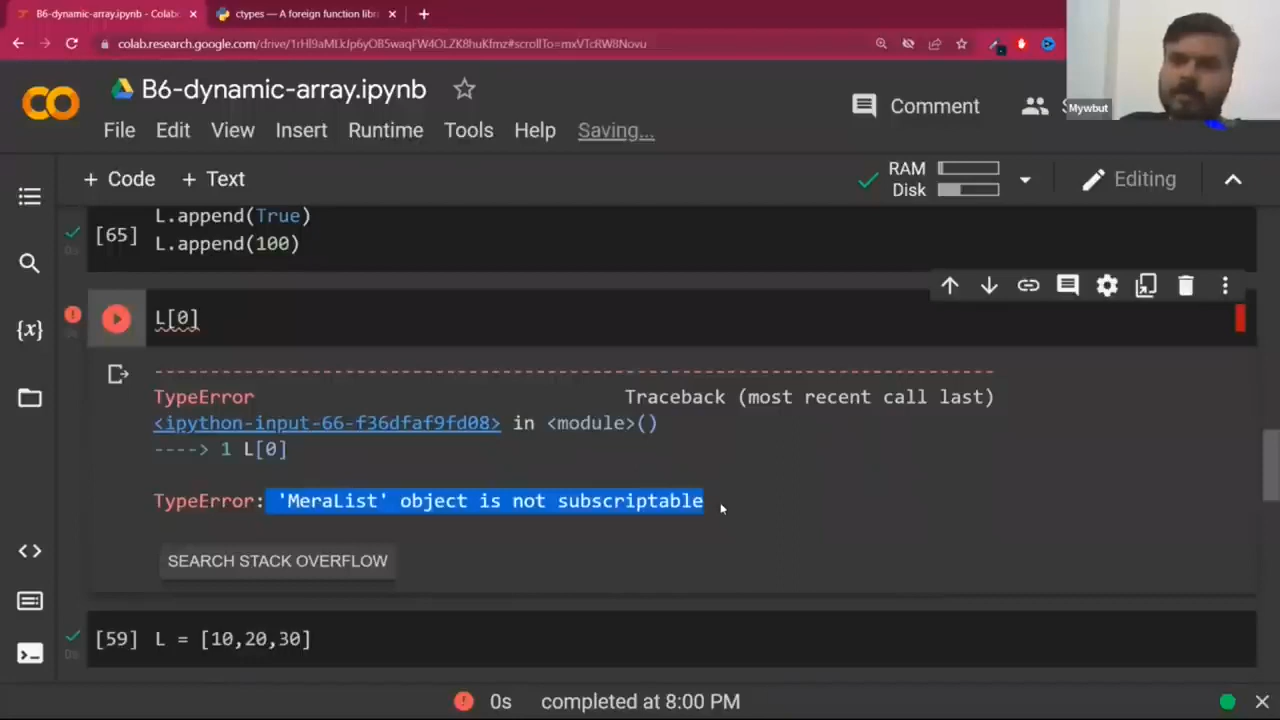 B6-dynamic-array.ipynb - Colab
ctypes — A foreign function libr
colab.research.google.com/drive/1rHl9aMLkJp6yOB5waqFW4OLZK8huKfmz#scrollTo=mxVTcRW8Novu
B6-dynamic-array.ipynb
Comment
Mywbut
File Edit View Insert Runtime Tools Help Saving...
+ Code + Text
RAM
Disk
Editing
L.append(True)
[65]
L.append(100)
L[0]
{x}
TypeError Traceback (most recent call last)
<ipython-input-66-f36dfaf9fd08> in <module>()
----> 1 L[0]
TypeError: 'MeraList' object is not subscriptable
SEARCH STACK OVERFLOW
[59] L = [10,20,30]
0s completed at 8:00 PM